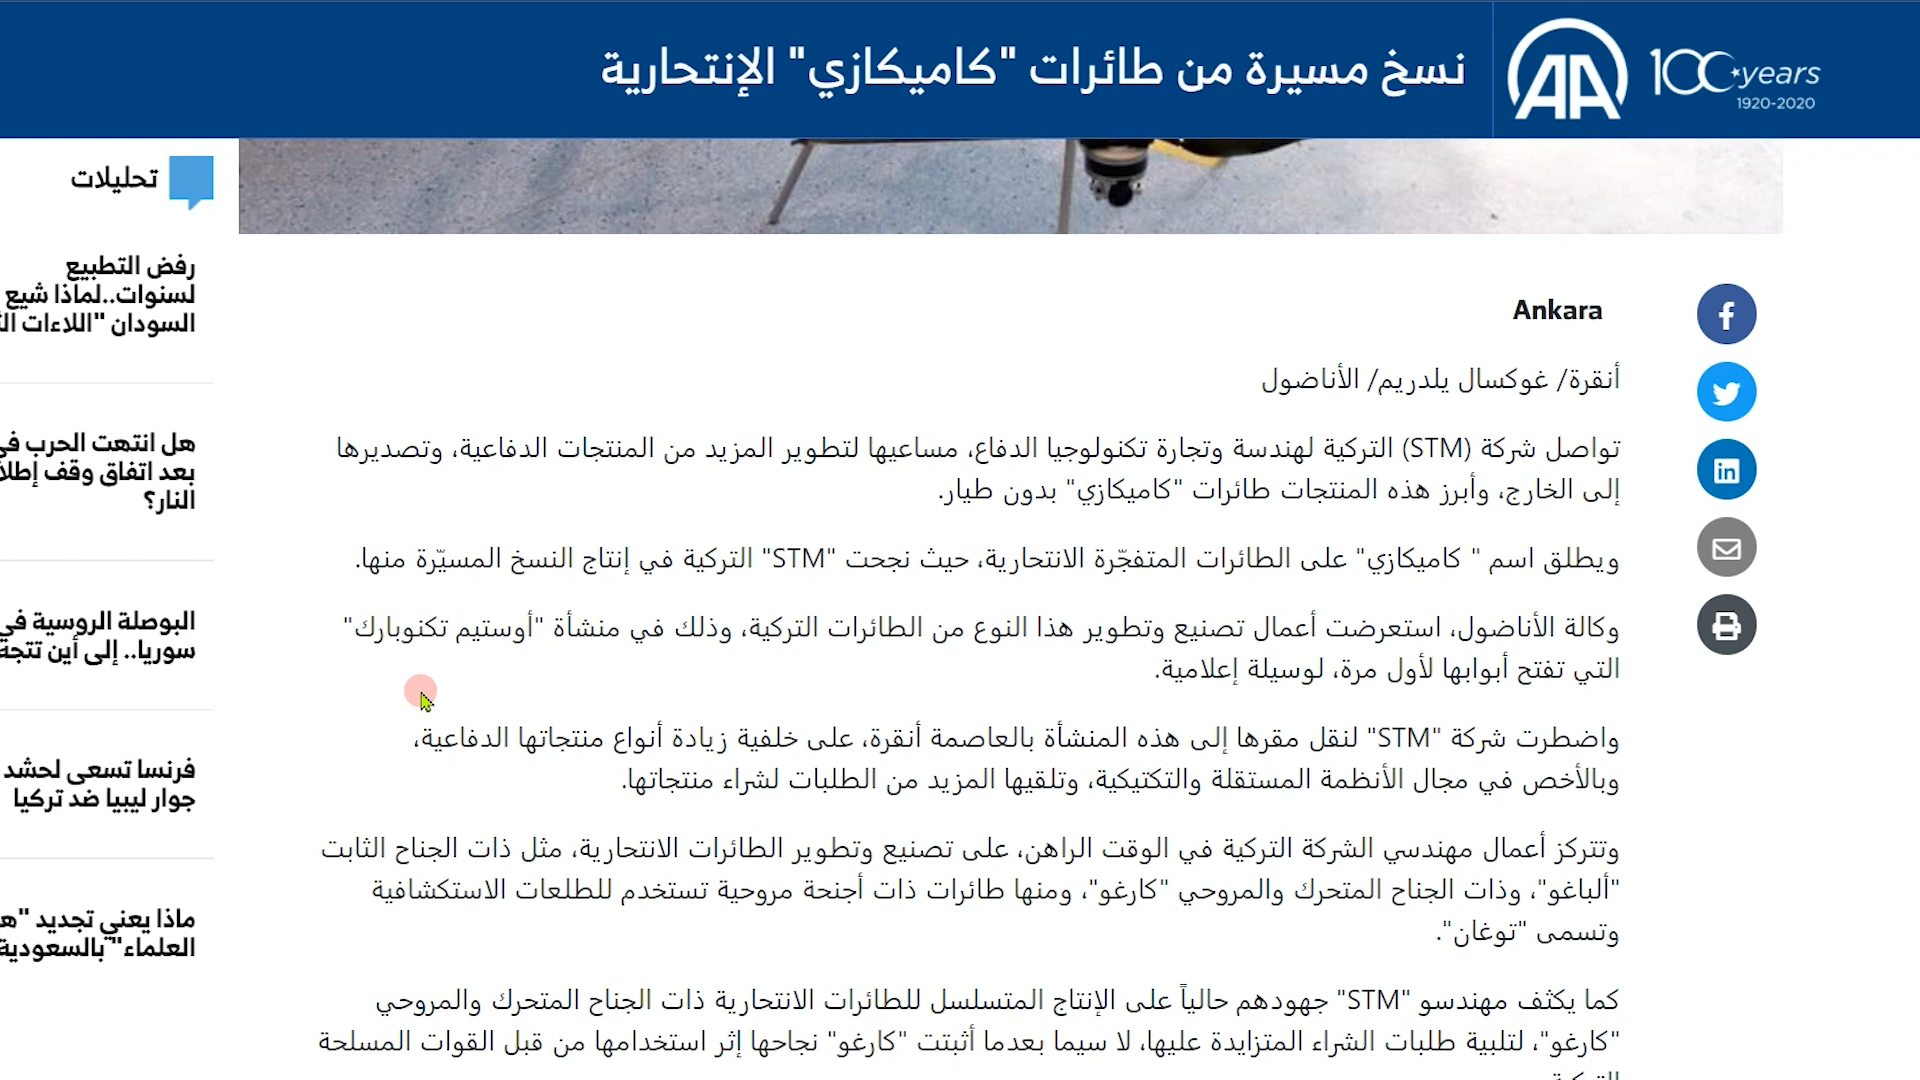 نسخ مسيرة من طائرات "كاميكازي" الإنتحارية
AA
100 years
1920-2020
Ankara
أنقرة/ غوكسال يلدريم/ الأناضول
تواصل شركة (STM) التركية لهندسة وتجارة تكنولوجيا الدفاع، مساعيها لتطوير المزيد من المنتجات الدفاعية، وتصديرها
إلى الخارج، وأبرز هذه المنتجات طائرات "كاميكازي" بدون طيار.
ويطلق اسم " كاميكازي" على الطائرات المتفجّرة الانتحارية، حيث نجحت "STM" التركية في إنتاج النسخ المسيّرة منها.
وكالة الأناضول، استعرضت أعمال تصنيع وتطوير هذا النوع من الطائرات التركية، وذلك في منشأة "أوستيم تكنوبارك"
التي تفتح أبوابها لأول مرة، لوسيلة إعلامية.
واضطرت شركة "STM" لنقل مقرها إلى هذه المنشأة بالعاصمة أنقرة، على خلفية زيادة أنواع منتجاتها الدفاعية،
وبالأخص في مجال الأنظمة المستقلة والتكتيكية، وتلقيها المزيد من الطلبات لشراء منتجاتها.
وتتركز أعمال مهندسي الشركة التركية في الوقت الراهن، على تصنيع وتطوير الطائرات الانتحارية، مثل ذات الجناح الثابت
"ألباغو"، وذات الجناح المتحرك والمروحي "كارغو"، ومنها طائرات ذات أجنحة مروحية تستخدم للطلعات الاستكشافية
وتسمى "توغان".
كما يكثف مهندسو "STM" جهودهم حالياً على الإنتاج المتسلسل للطائرات الانتحارية ذات الجناح المتحرك والمروحي
"كارغو"، لتلبية طلبات الشراء المتزايدة عليها، لا سيما بعدما أثبتت "كارغو" نجاحها إثر استخدامها من قبل القوات المسلحة
تحليلات
رفض التطبيع
لسنوات..لماذا شيع
السودان "اللاءات
هل انتهت الحرب في
بعد اتفاق وقف
النار؟
البوصلة الروسية في
سوريا.. إلى أين
فرنسا تسعى لحشد
جوار ليبيا ضد تركيا
ماذا يعني تجديد
العلماء" بالسعودية